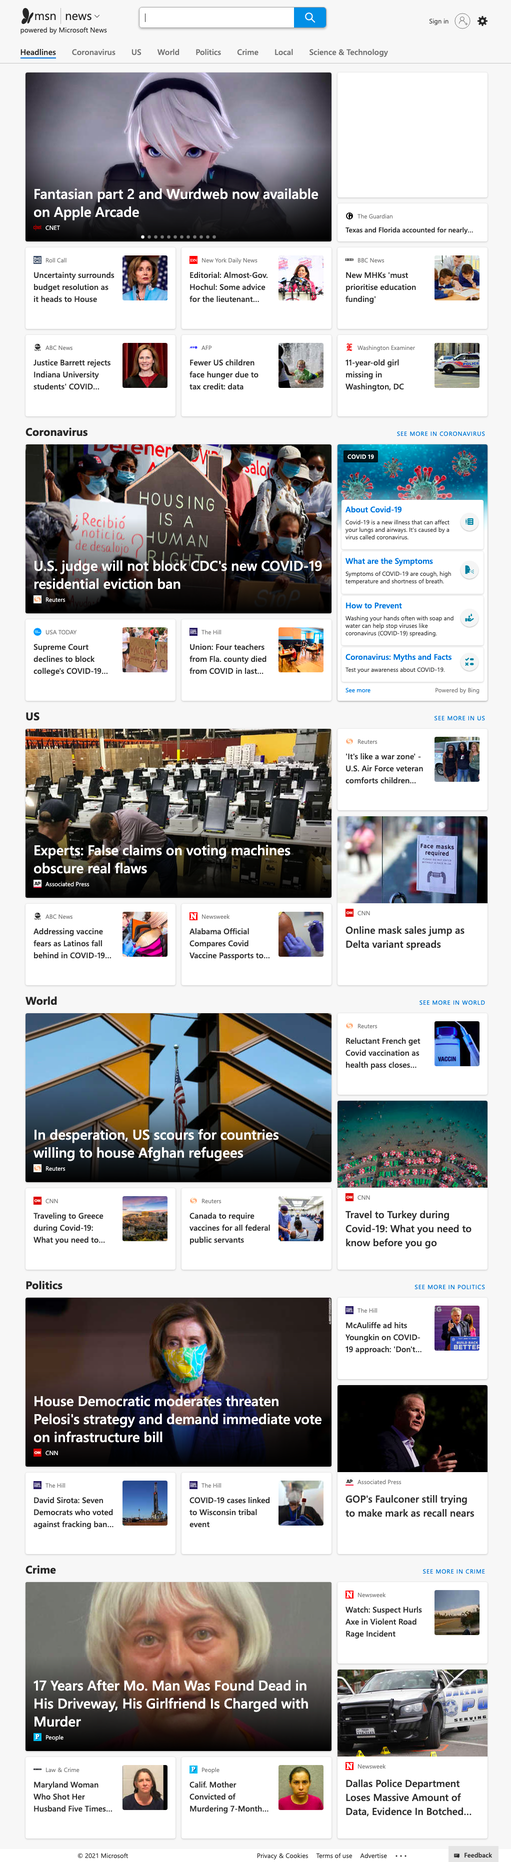 msn | news
powered by Microsoft News
Sign in
Headlines Coronavirus US World Politics Crime Local Science & Technology
Fantasian part 2 and Wurdweb now available
on Apple Arcade
CNET
The Guardian
Texas and Florida accounted for nearly...
Roll Call
Uncertainty surrounds
budget resolution as
it heads to House
New York Daily News
Editorial: Almost-Gov.
Hochul: Some advice
for the lieutenant...
BBC News
New MHKs 'must
prioritise education
funding'
ABC News
Justice Barrett rejects
Indiana University
students' COVID...
AFP
Fewer US children
face hunger due to
tax credit: data
Washington Examiner
11-year-old girl
missing in
Washington, DC
Coronavirus
SEE MORE IN CORONAVIRUS
¿Recibió
noticia
de desalojo?
HOUSING
IS A
HUMAN
RIGHT
U.S. judge will not block CDC's new COVID-19
residential eviction ban
Reuters
COVID 19
About Covid-19
Covid-19 is a new illness that can affect
your lungs and airways. It's caused by a
virus called coronavirus.
What are the Symptoms
Symptoms of COVID-19 are cough, high
temperature and shortness of breath.
How to Prevent
Washing your hands often with soap and
water can help stop viruses like
coronavirus (COVID-19) spreading.
Coronavirus: Myths and Facts
Test your awareness about COVID-19.
See more
Powered by Bing
USA TODAY
Supreme Court
declines to block
college's COVID-19...
The Hill
Union: Four teachers
from Fla. county died
from COVID in last...
US
SEE MORE IN US
Experts: False claims on voting machines
obscure real flaws
Associated Press
Reuters
'It's like a war zone' -
U.S. Air Force veteran
comforts children...
Face masks
required
CNN
Online mask sales jump as
Delta variant spreads
ABC News
Addressing vaccine
fears as Latinos fall
behind in COVID-19...
Newsweek
Alabama Official
Compares Covid
Vaccine Passports to...
World
SEE MORE IN WORLD
In desperation, US scours for countries
willing to house Afghan refugees
Reuters
Reuters
Reluctant French get
Covid vaccination as
health pass closes...
VACCIN
CNN
Travel to Turkey during
Covid-19: What you need to
know before you go
CNN
Traveling to Greece
during Covid-19:
What you need to...
Reuters
Canada to require
vaccines for all federal
public servants
Politics
SEE MORE IN POLITICS
House Democratic moderates threaten
Pelosi's strategy and demand immediate vote
on infrastructure bill
CNN
The Hill
McAuliffe ad hits
Youngkin on COVID-
19 approach: 'Don't...
BUILD BACK
BETTER
Associated Press
GOP's Faulconer still trying
to make mark as recall nears
The Hill
David Sirota: Seven
Democrats who voted
against fracking ban...
The Hill
COVID-19 cases linked
to Wisconsin tribal
event
Crime
SEE MORE IN CRIME
17 Years After Mo. Man Was Found Dead in
His Driveway, His Girlfriend Is Charged with
Murder
People
Newsweek
Watch: Suspect Hurls
Axe in Violent Road
Rage Incident
Newsweek
Dallas Police Department
Loses Massive Amount of
Data, Evidence In Botched...
Law & Crime
Maryland Woman
Who Shot Her
Husband Five Times...
People
Calif. Mother
Convicted of
Murdering 7-Month...
© 2021 Microsoft
Privacy & Cookies Terms of use Advertise ...
Feedback